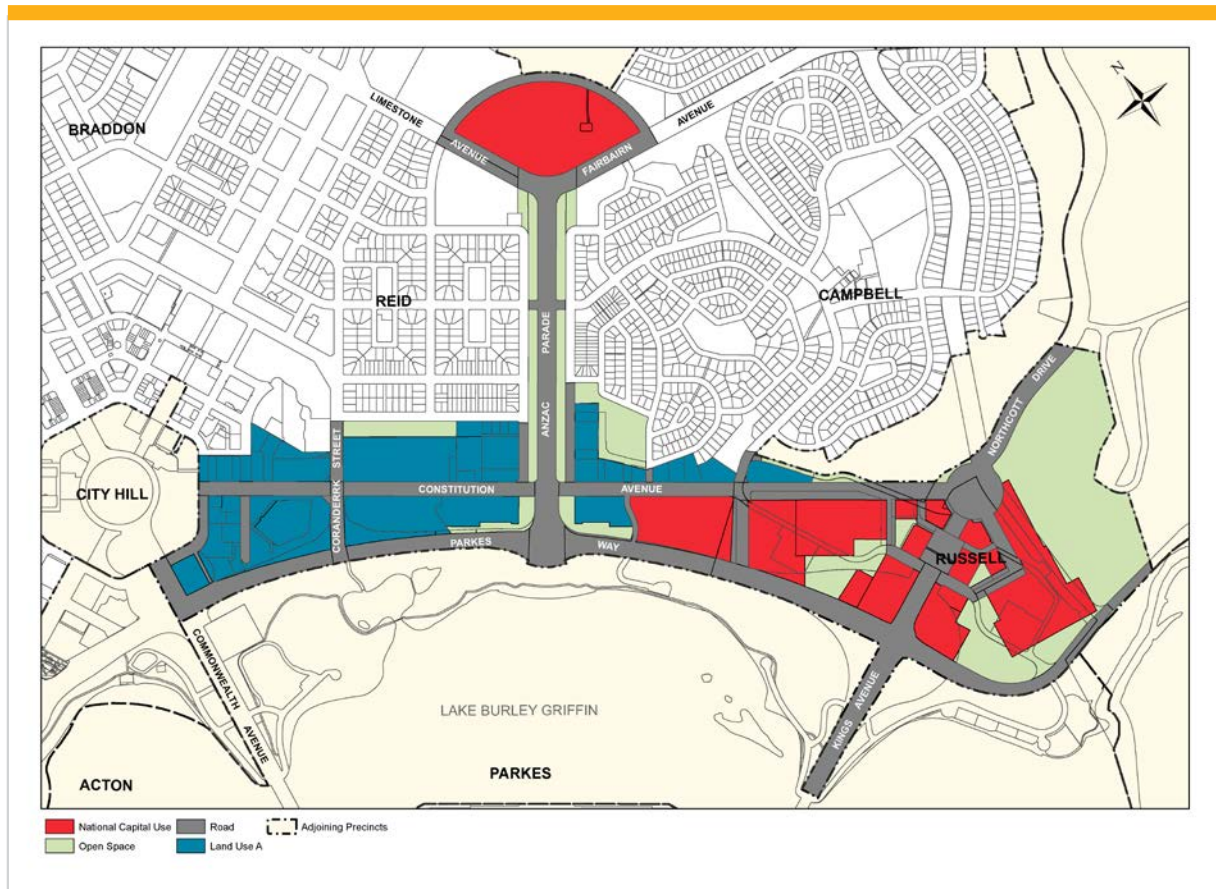 N
LIMESTONE
AVENUE
BRADDON
AVENUE
FAIRBAIRN
REID
CAMPBELL
ANZAC PARADE
NORTHCOTT DRIVE
CORANDERRK STREET
CITY HILL
CONSTITUTION AVENUE
PARKES WAY
RUSSELL
COMMONWEALTH AVENUE
KINGS AVENUE
LAKE BURLEY GRIFFIN
PARKES
ACTON
National Capital Use
Road
Adjoining Precincts
Open Space
Land Use A